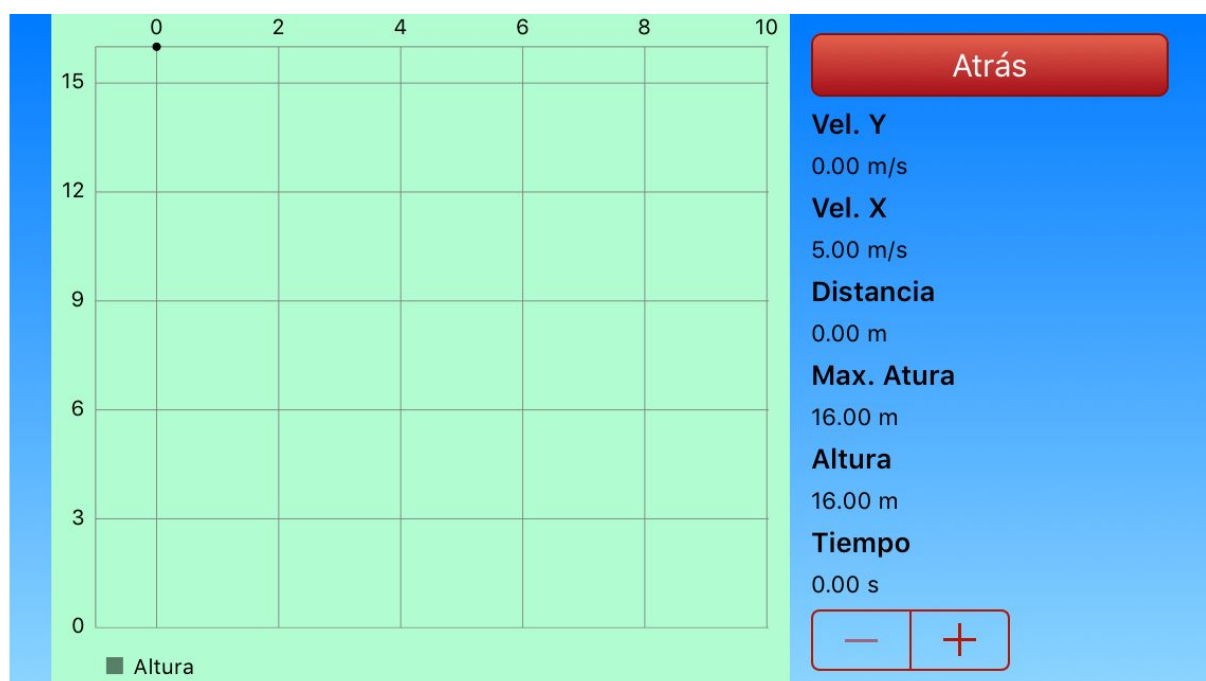 0 2 4 6 8 10
15
12
9
6
3
0
Altura
Atrás
Vel. Y
0.00 m/s
Vel. X
5.00 m/s
Distancia
0.00 m
Max. Atura
16.00 m
Altura
16.00 m
Tiempo
0.00 s
— +